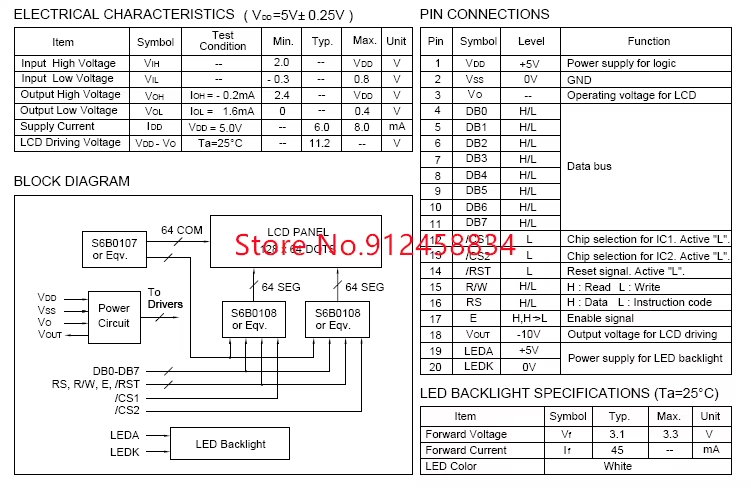 ELECTRICAL CHARACTERISTICS ( VDD=5V± 0.25V )
Item Symbol Test Condition Min. Typ. Max. Unit
Input High Voltage VIH -- 2.0 -- VDD V
Input Low Voltage VIL -- - 0.3 -- 0.8 V
Output High Voltage VOH IOH = - 0.2mA 2.4 -- VDD V
Output Low Voltage VOL IOL = 1.6mA 0 -- 0.4 V
Supply Current IDD VDD = 5.0V -- 6.0 8.0 mA
LCD Driving Voltage VDD - VO Ta=25°C -- 11.2 -- V
BLOCK DIAGRAM
S6B0107
or Eqv.
64 COM
LCD PANEL
128 x 64 DOTS
64 SEG
64 SEG
VDD
VSS
VO
VOUT
Power
Circuit
To
Drivers
S6B0108
or Eqv.
S6B0108
or Eqv.
DB0-DB7
RS, R/W, E, /RST
/CS1
/CS2
LEDA
LEDK
LED Backlight
PIN CONNECTIONS
Pin Symbol Level Function
1 VDD +5V Power supply for logic
2 VSS 0V GND
3 VO -- Operating voltage for LCD
4 DB0 H/L
5 DB1 H/L
6 DB2 H/L
7 DB3 H/L
Data bus
8 DB4 H/L
9 DB5 H/L
10 DB6 H/L
11 DB7 H/L
12 /CS1 L Chip selection for IC1. Active "L".
13 /CS2 L Chip selection for IC2. Active "L".
14 /RST L Reset signal. Active "L".
15 R/W H/L H : Read L : Write
16 RS H/L H : Data L : Instruction code
17 E H,H→L Enable signal
18 VOUT -10V Output voltage for LCD driving
19 LEDA +5V
Power supply for LED backlight
20 LEDK 0V
LED BACKLIGHT SPECIFICATIONS (Ta=25°C)
Item Symbol Typ. Max. Unit
Forward Voltage Vf 3.1 3.3 V
Forward Current If 45 -- mA
LED Color White
Store No.912458834